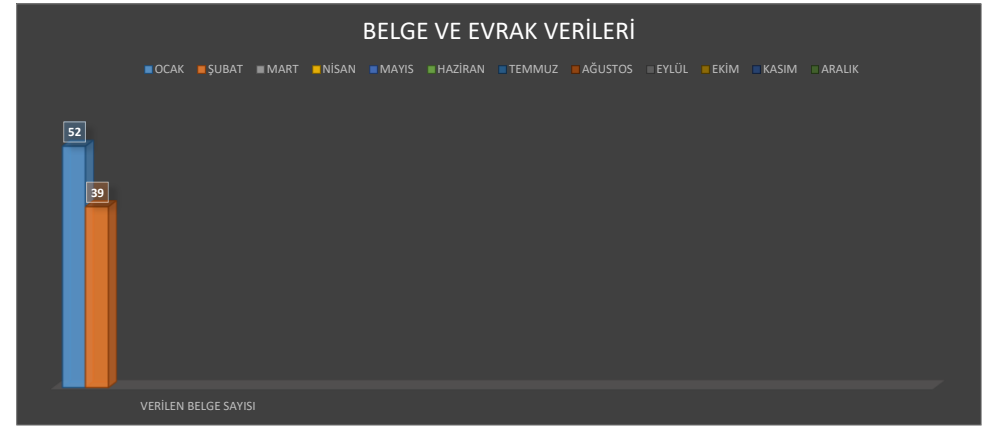 BELGE VE EVRAK VERİLERİ
OCAK ŞUBAT MART NİSAN MAYIS HAZİRAN TEMMUZ AĞUSTOS EYLÜL EKİM KASIM ARALIK
52
39
VERİLEN BELGE SAYISI